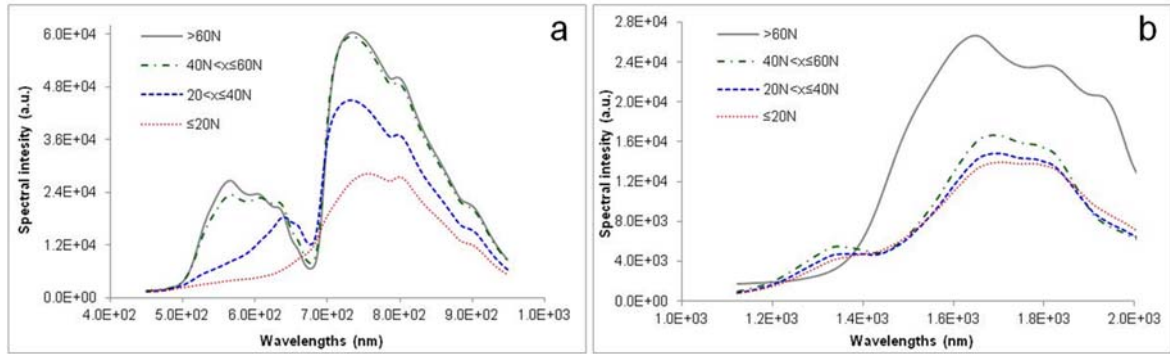 a
6.0E+04
4.8E+04
3.6E+04
2.4E+04
1.2E+04
0.0E+00
Spectral intesity (a.u.)
>60N
40N<x≤60N
20<x≤40N
≤20N
4.0E+02 5.0E+02 6.0E+02 7.0E+02 8.0E+02 9.0E+02 1.0E+03
Wavelengths (nm)
b
2.8E+04
2.4E+04
2.0E+04
1.6E+04
1.2E+04
8.0E+03
4.0E+03
0.0E+00
Spectral intesity (a.u.)
>60N
40N<x≤60N
20N<x≤40N
≤20N
1.0E+03 1.2E+03 1.4E+03 1.6E+03 1.8E+03 2.0E+03
Wavelengths (nm)